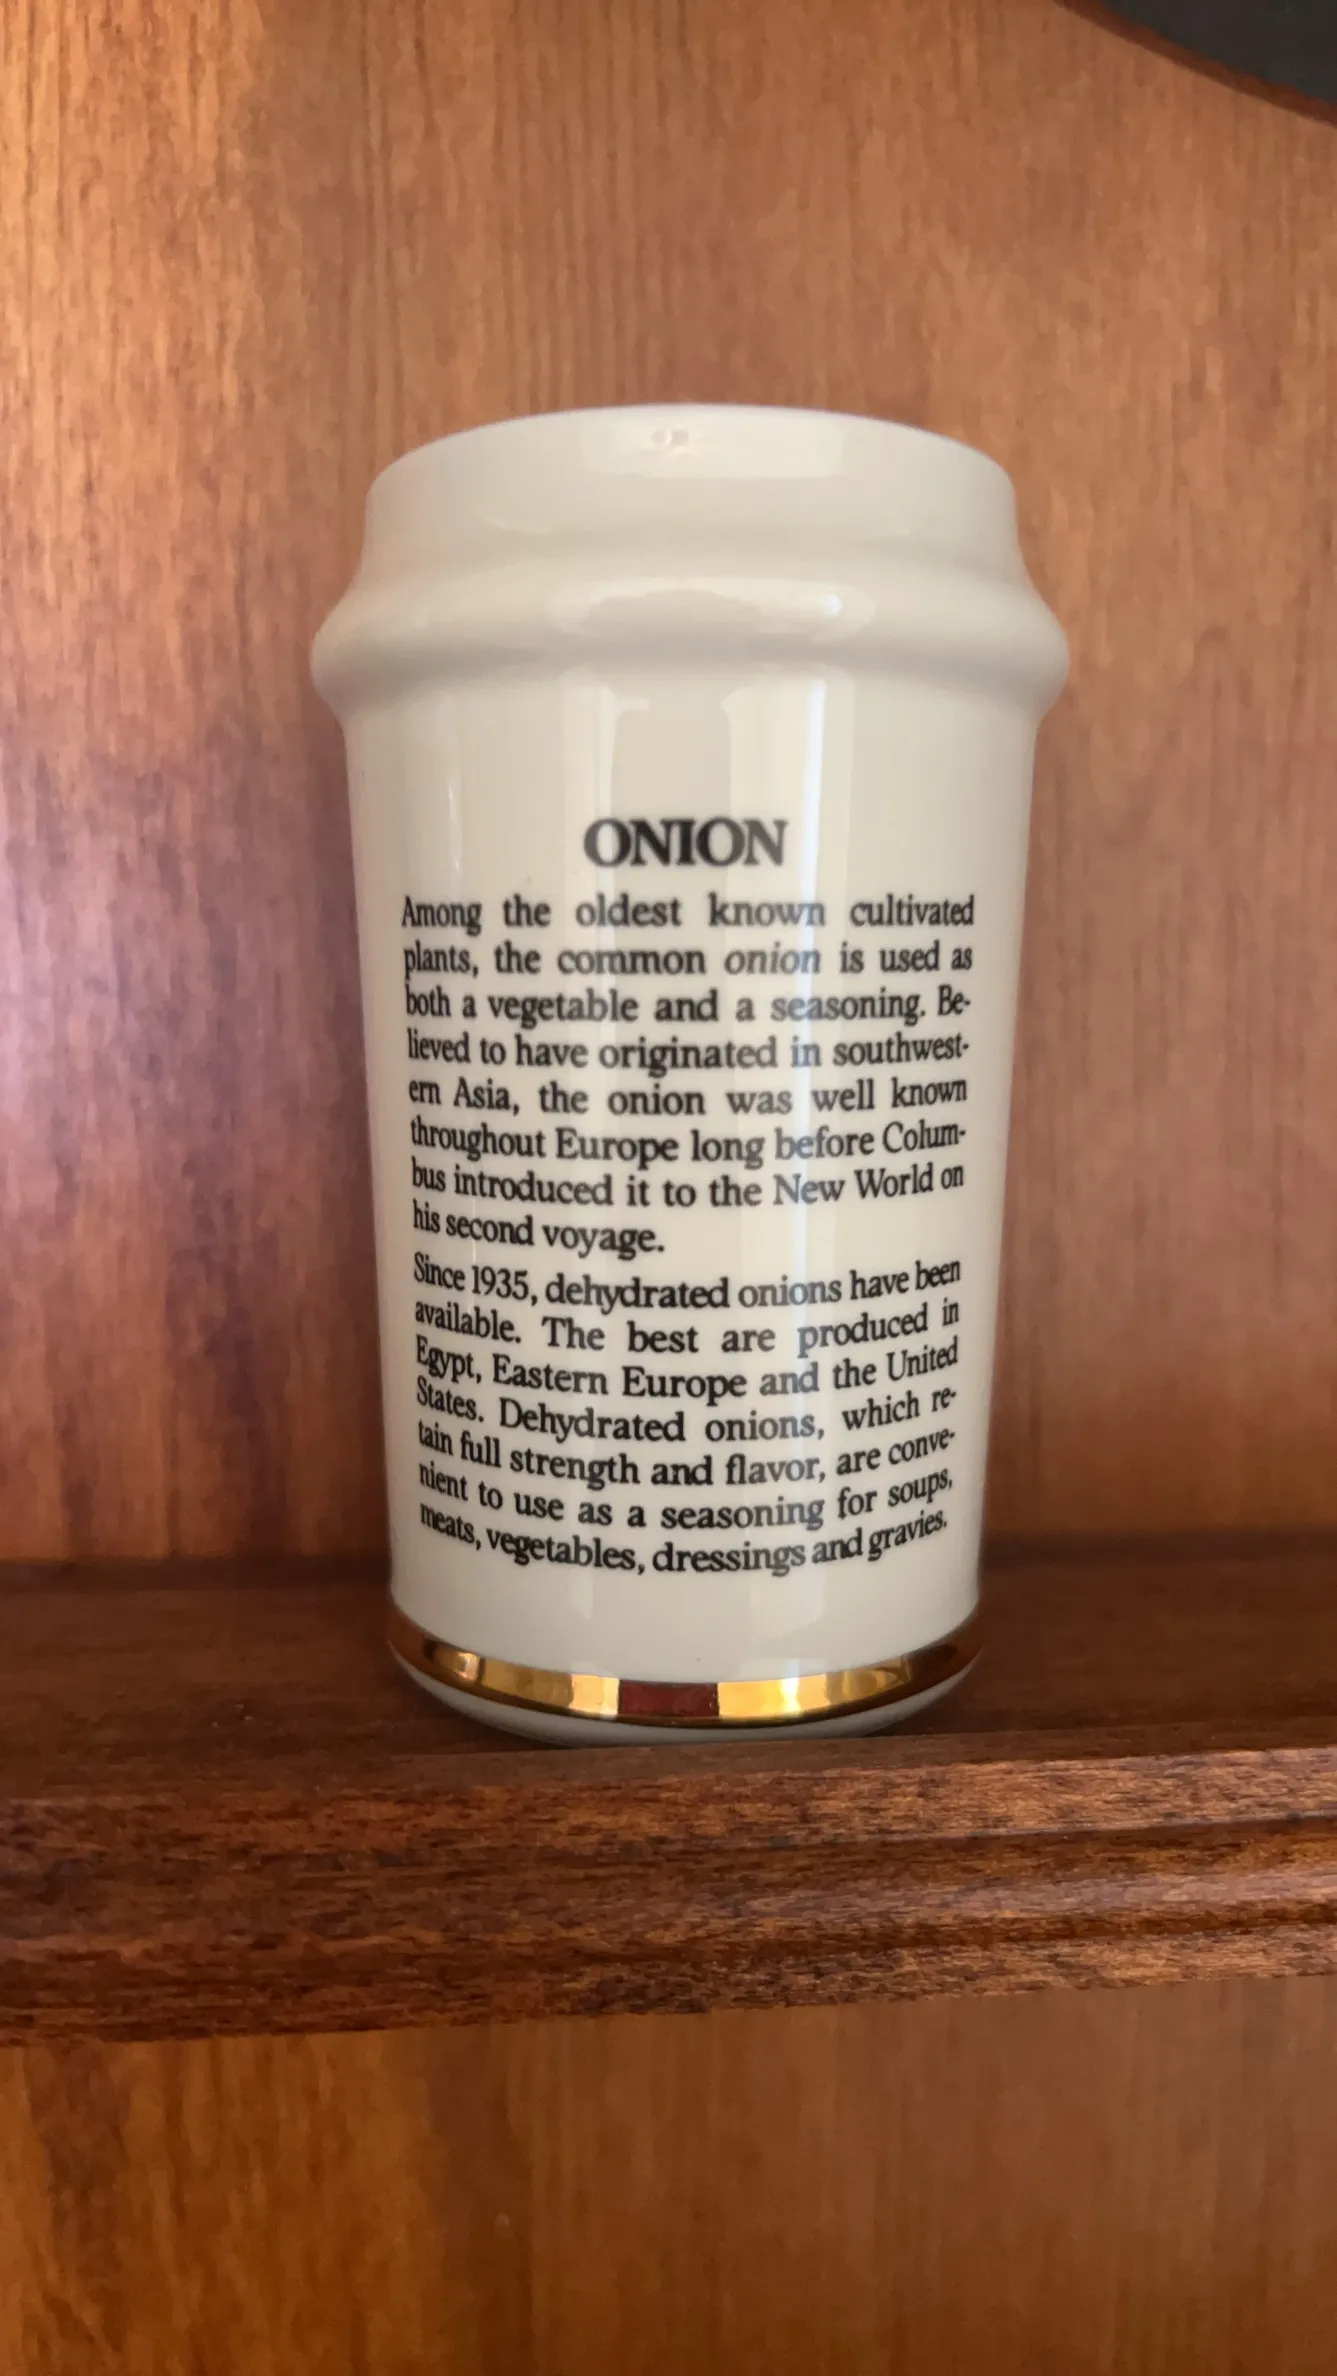 ONION
Among the oldest known cultivated
plants, the common onion is used as
both a vegetable and a seasoning. Be-
lieved to have originated in southwest-
ern Asia, the onion was well known
throughout Europe long before Colum-
bus introduced it to the New World on
his second voyage.
Since 1935, dehydrated onions have been
available. The best are produced in
Egypt, Eastern Europe and the United
States. Dehydrated onions, which re-
tain full strength and flavor, are conve-
nient to use as a seasoning for soups,
meats, vegetables, dressings and gravies.